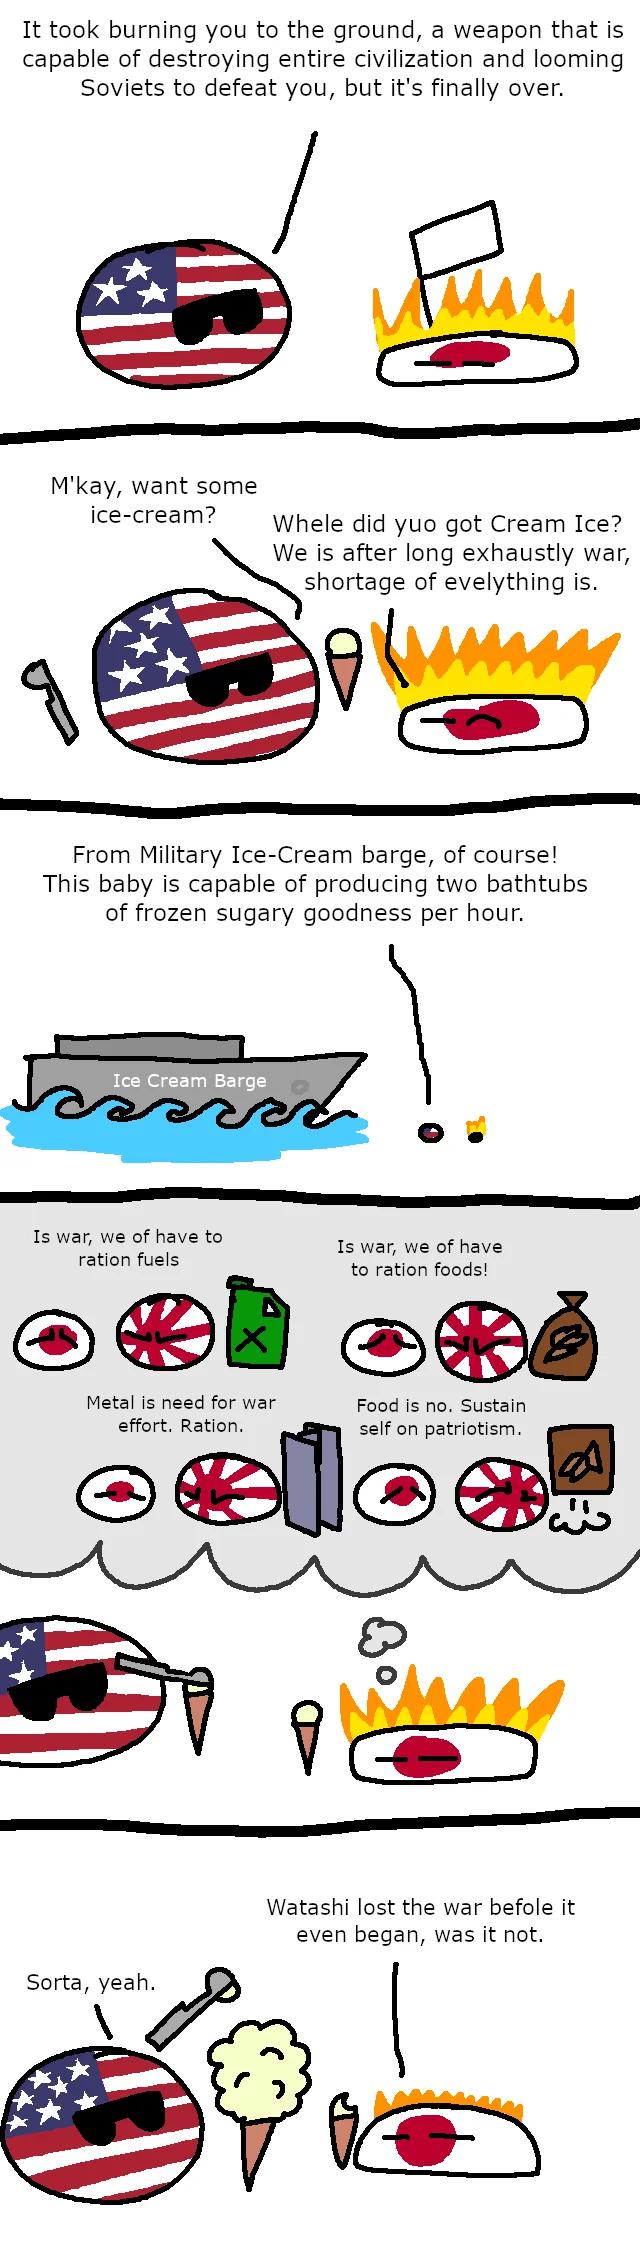 It took burning you to the ground, a weapon that is
capable of destroying entire civilization and looming
Soviets to defeat you, but it's finally over.
M'kay, want some
ice-cream?
Whele did yuo got Cream Ice?
We is after long exhaustly war,
shortage of evelything is.
From Military Ice-Cream barge, of course!
This baby is capable of producing two bathtubs
of frozen sugary goodness per hour.
Ice Cream Barge
Is war, we of have to
ration fuels
Is war, we of have
to ration foods!
Metal is need for war
effort. Ration.
Food is no. Sustain
self on patriotism.
Watashi lost the war befole it
even began, was it not.
Sorta, yeah.